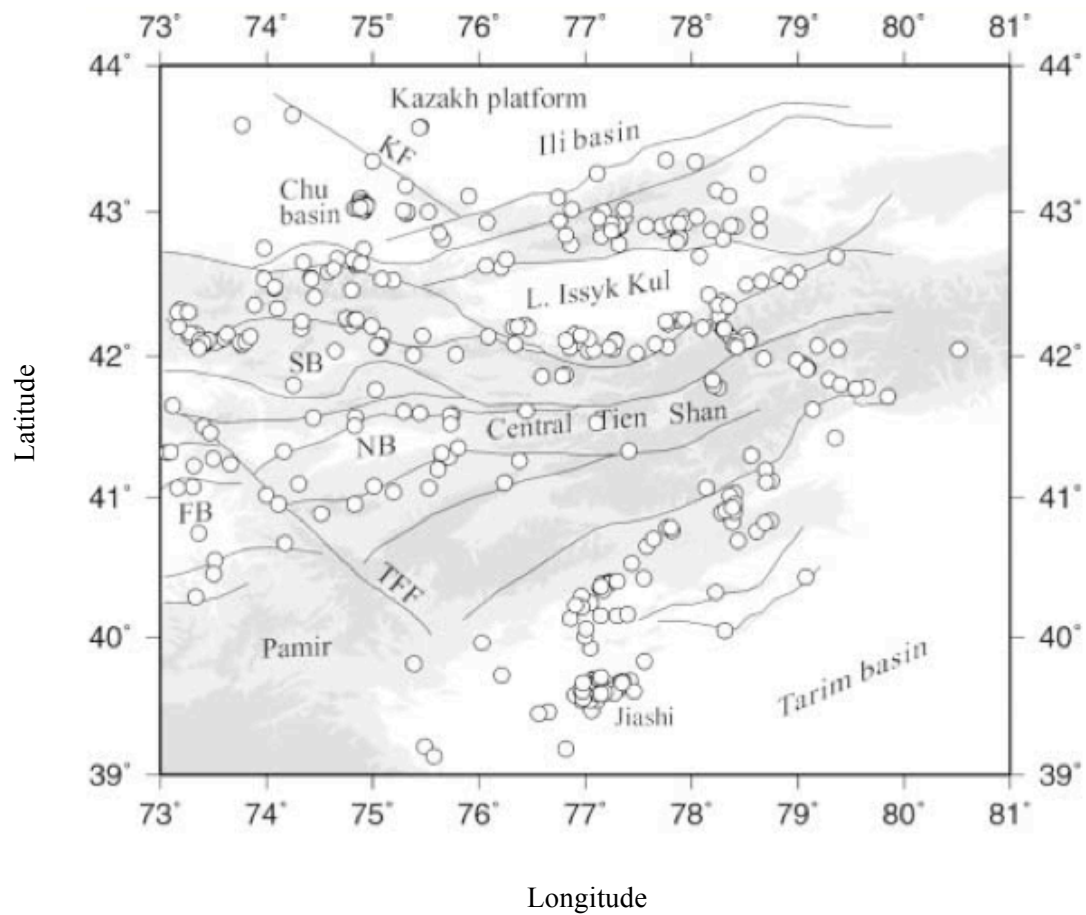 73° 74° 75° 76° 77° 78° 79° 80° 81°
44° 44°
Kazakh platform
KF
Ili basin
Chu
basin
43° 43°
L. Issyk Kul
42° 42°
SB
Central Tien Shan
NB
41° 41°
FB
TFF
40° 40°
Pamir
Tarim basin
Jiashi
39° 39°
73° 74° 75° 76° 77° 78° 79° 80° 81°
Latitude
Longitude